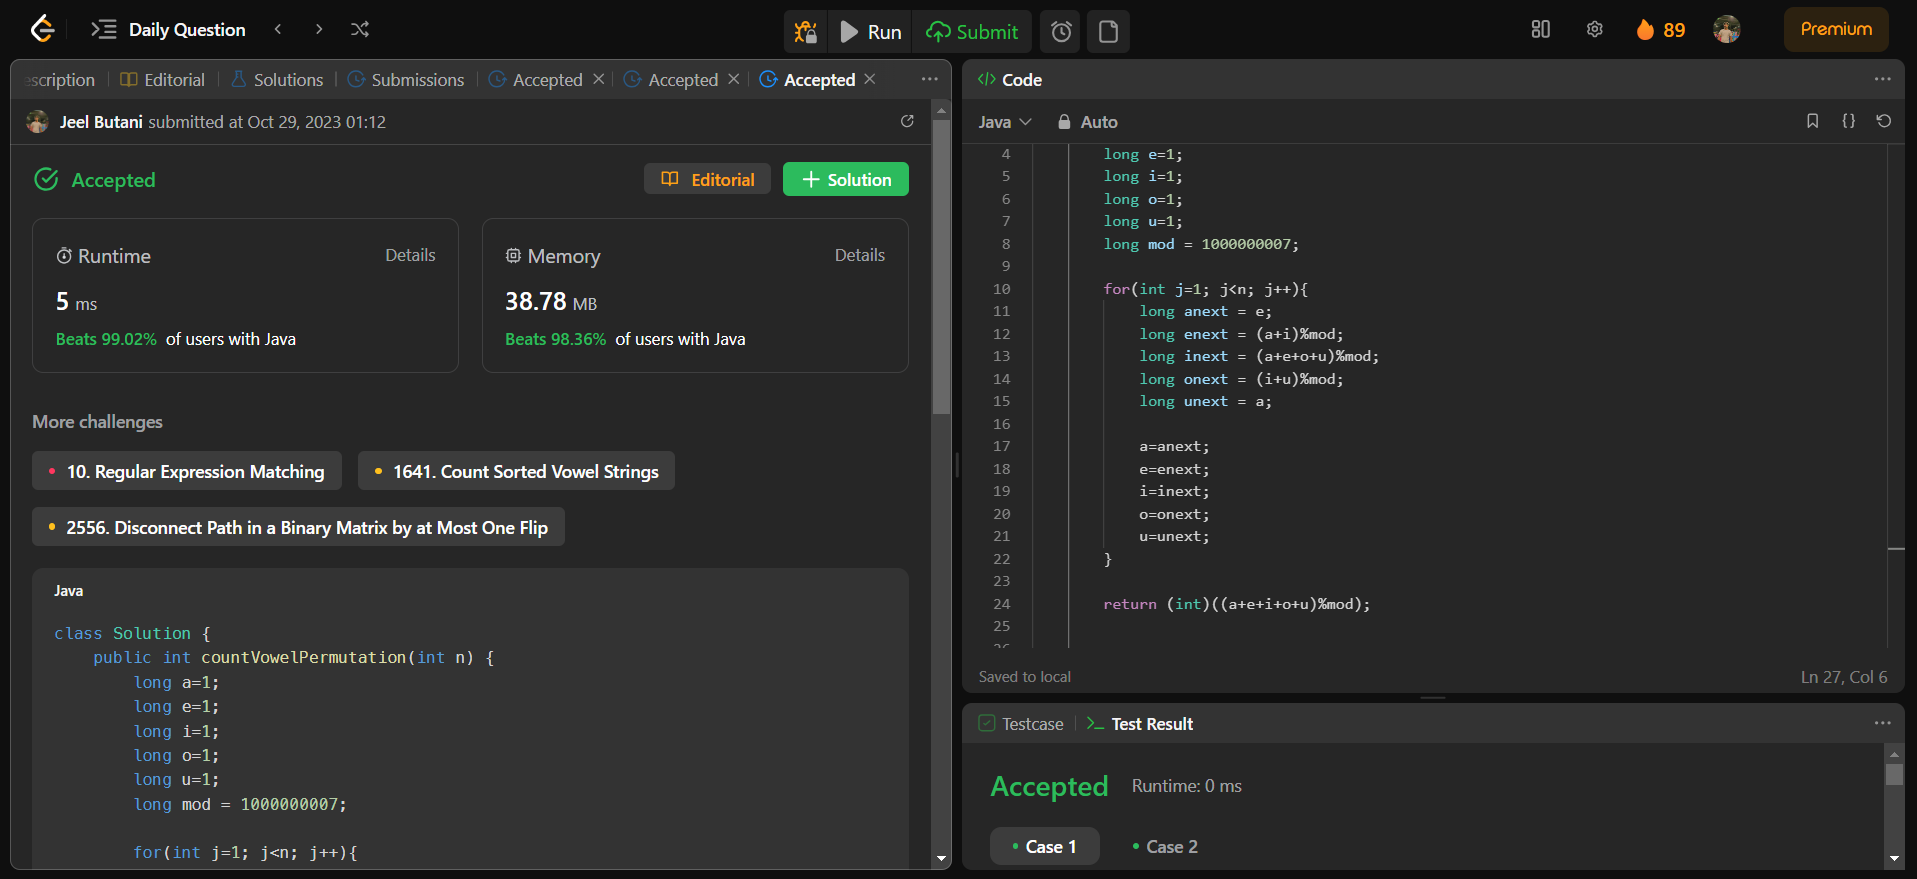 Daily Question
Run
Submit
89
Premium
escription
Editorial
Solutions
Submissions
Accepted
Accepted
Accepted
Jeel Butani submitted at Oct 29, 2023 01:12
Accepted
Editorial
Solution
Runtime
Details
5 ms
Beats 99.02% of users with Java
Memory
Details
38.78 MB
Beats 98.36% of users with Java
More challenges
10. Regular Expression Matching
1641. Count Sorted Vowel Strings
2556. Disconnect Path in a Binary Matrix by at Most One Flip
Java
class Solution {
public int countVowelPermutation(int n) {
long a=1;
long e=1;
long i=1;
long o=1;
long u=1;
long mod = 1000000007;
for(int j=1; j<n; j++){
</> Code
Java
Auto
{}
4 long e=1;
5 long i=1;
6 long o=1;
7 long u=1;
8 long mod = 1000000007;
9
10 for(int j=1; j<n; j++){
11 long anext = e;
12 long enext = (a+i)%mod;
13 long inext = (a+e+o+u)%mod;
14 long onext = (i+u)%mod;
15 long unext = a;
16
17 a=anext;
18 e=enext;
19 i=inext;
20 o=onext;
21 u=unext;
22 }
23
24 return (int)((a+e+i+o+u)%mod);
25
26
Saved to local
Ln 27, Col 6
Testcase
Test Result
Accepted
Runtime: 0 ms
Case 1
Case 2